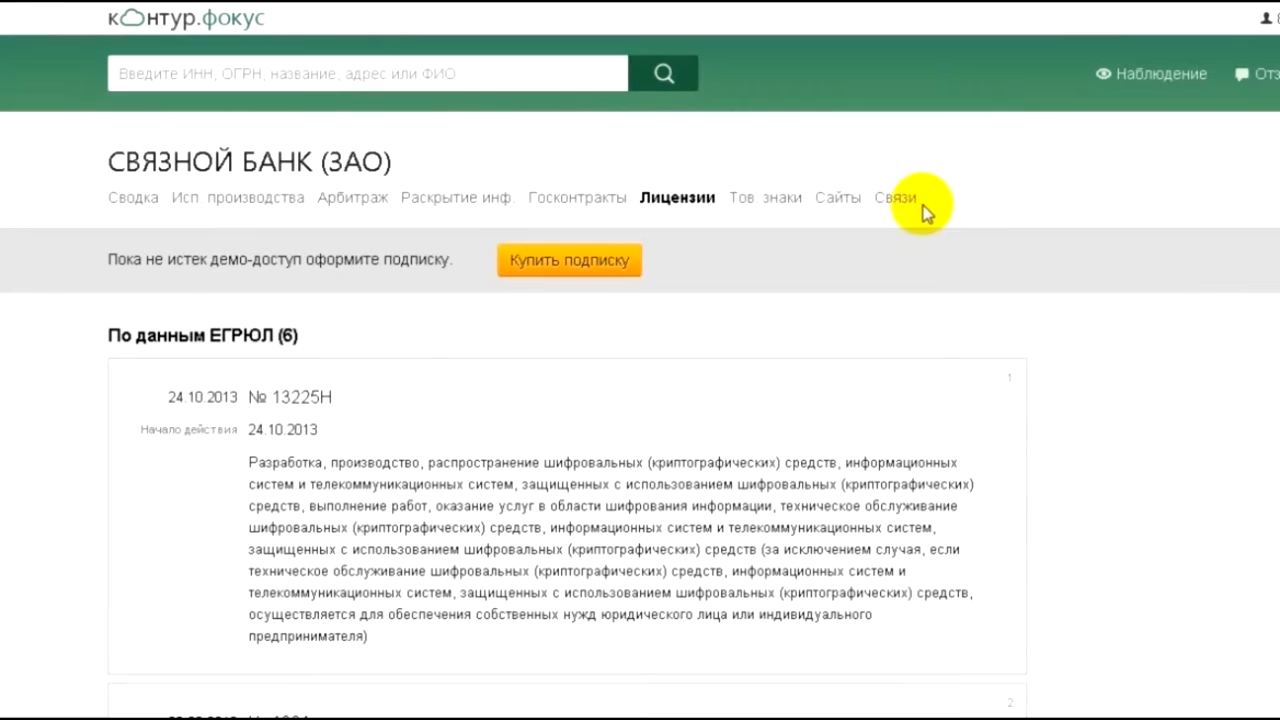 контур.фокус
Введите ИНН, ОГРН, название, адрес или ФИО
Наблюдение
СВЯЗНОЙ БАНК (ЗАО)
Сводка Исп. производства Арбитраж Раскрытие инф. Госконтракты Лицензии Тов. знаки Сайты Связи
Пока не истек демо-доступ оформите подписку.
Купить подписку
По данным ЕГРЮЛ (6)
1
24.10.2013 № 13225Н
Начало действия 24.10.2013
Разработка, производство, распространение шифровальных (криптографических) средств, информационных
систем и телекоммуникационных систем, защищенных с использованием шифровальных (криптографических)
средств, выполнение работ, оказание услуг в области шифрования информации, техническое обслуживание
шифровальных (криптографических) средств, информационных систем и телекоммуникационных систем,
защищенных с использованием шифровальных (криптографических) средств (за исключением случая, если
техническое обслуживание шифровальных (криптографических) средств, информационных систем и
телекоммуникационных систем, защищенных с использованием шифровальных (криптографических) средств,
осуществляется для обеспечения собственных нужд юридического лица или индивидуального
предпринимателя)
2